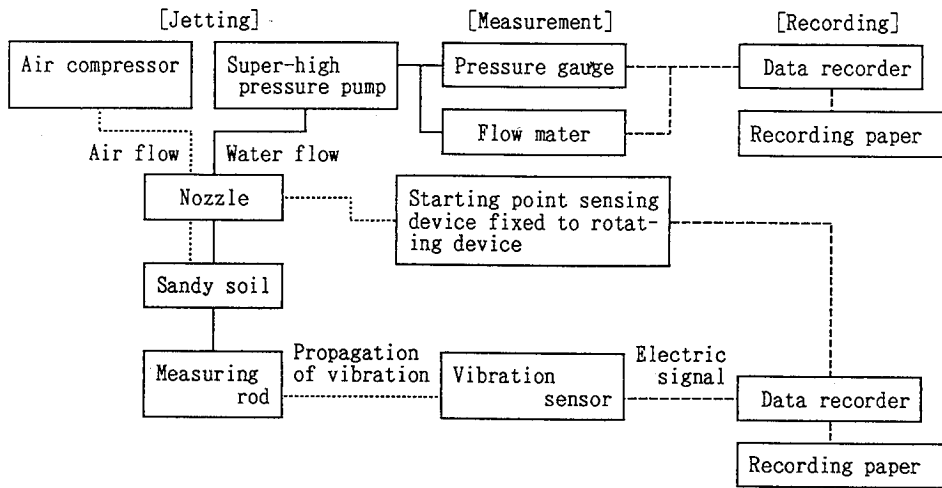 [Jetting]
[Measurement]
[Recording]
Air compressor
Super-high
pressure pump
Pressure gauge
Data recorder
Flow mater
Recording paper
Air flow
Water flow
Nozzle
Starting point sensing
device fixed to rotat-
ing device
Sandy soil
Measuring
rod
Propagation
of vibration
Vibration
sensor
Electric
signal
Data recorder
Recording paper